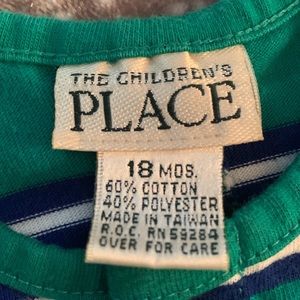 THE CHILDREN'S
PLACE
18 MOS.
60% COTTON
40% POLYESTER
MADE IN TAIWAN
R.O.C. RN 59284
OVER FOR CARE